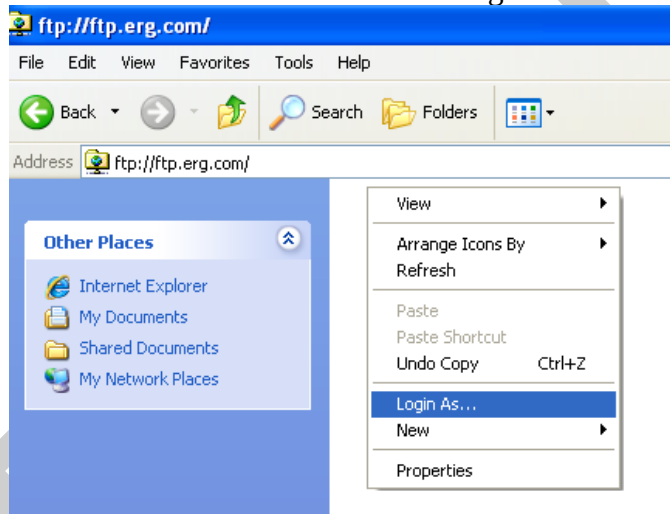 ftp://ftp.erg.com/
File Edit View Favorites Tools Help
Back Search Folders
Address ftp://ftp.erg.com/
Other Places
Internet Explorer
My Documents
Shared Documents
My Network Places
View
Arrange Icons By
Refresh
Paste
Paste Shortcut
Undo Copy Ctrl+Z
Login As...
New
Properties